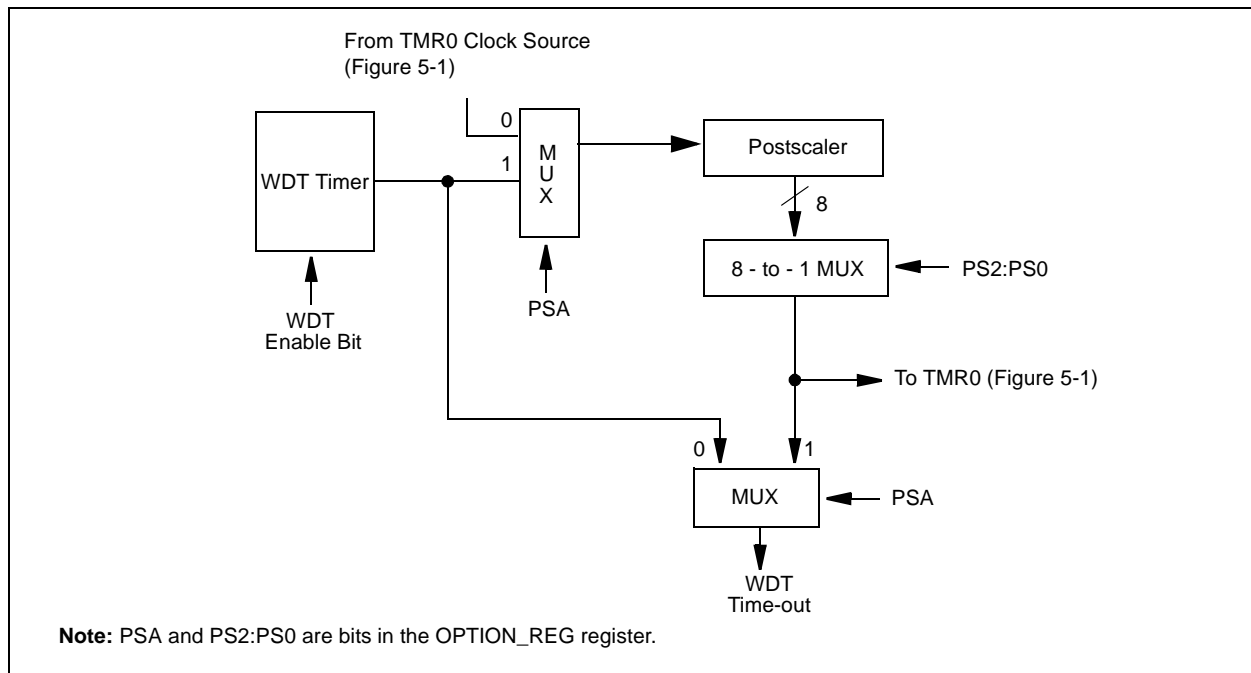 From TMR0 Clock Source
(Figure 5-1)
0
1
M
U
X
WDT Timer
Postscaler
8
8 - to - 1 MUX
PS2:PS0
PSA
WDT
Enable Bit
To TMR0 (Figure 5-1)
0
1
MUX
PSA
WDT
Time-out
Note: PSA and PS2:PS0 are bits in the OPTION_REG register.